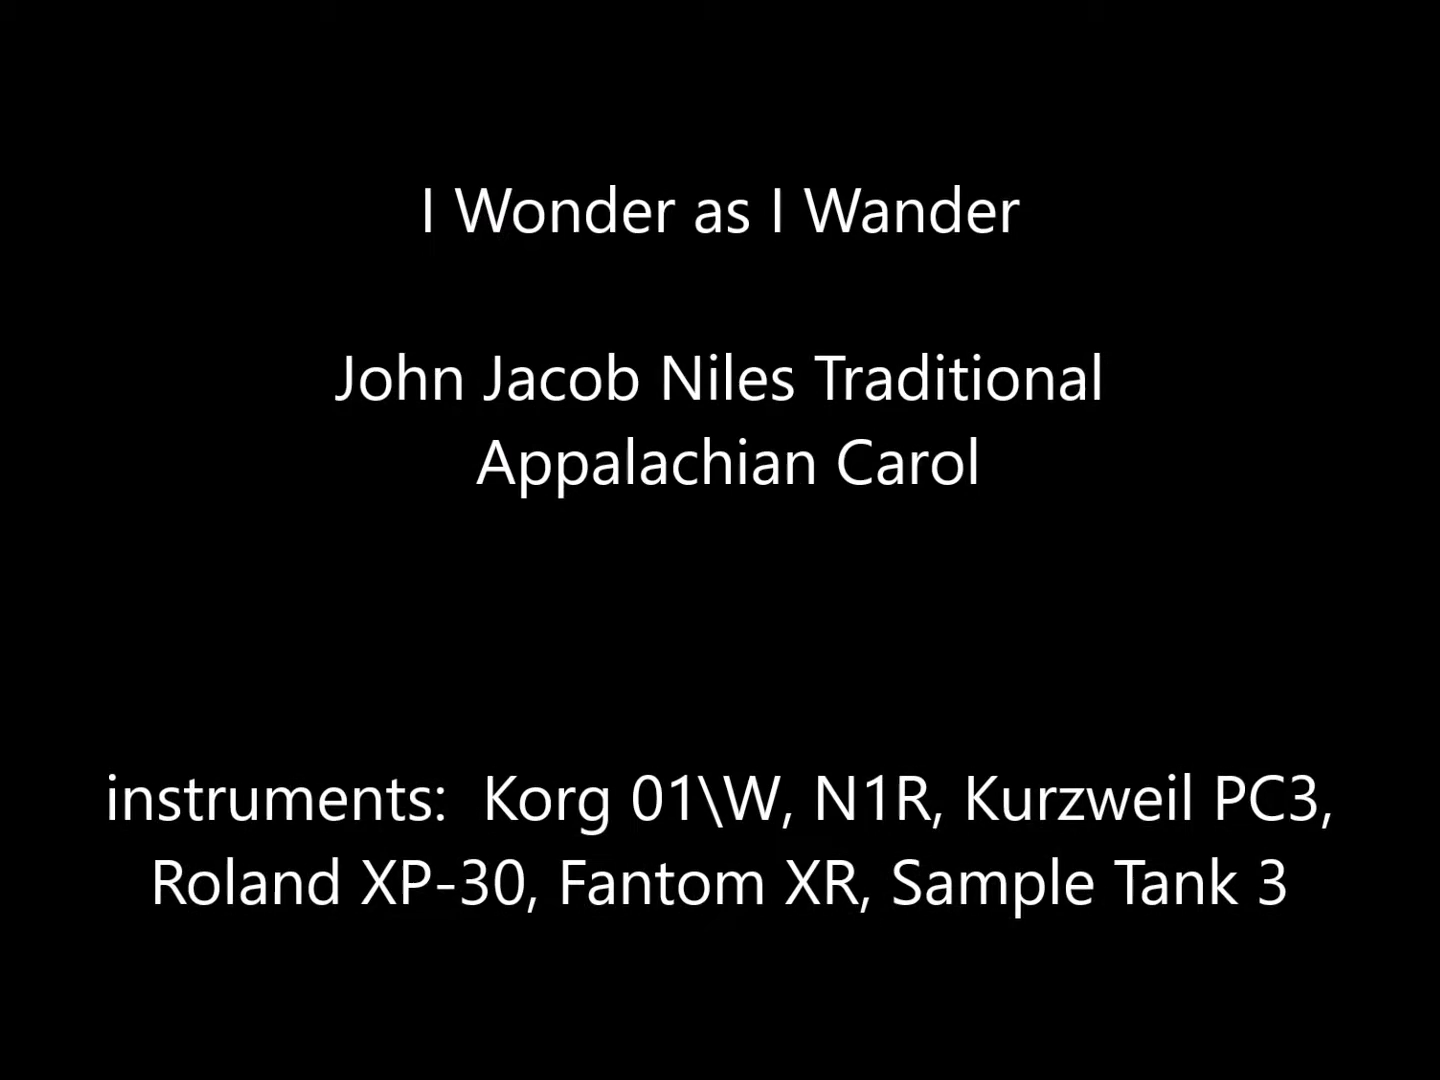 I Wonder as I Wander
John Jacob Niles Traditional
Appalachian Carol
instruments:  Korg 01\W, N1R, Kurzweil PC3,
Roland XP-30, Fantom XR, Sample Tank 3